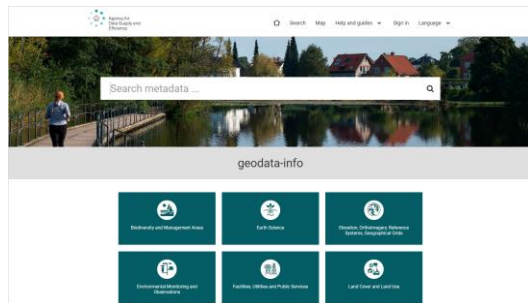 Agency for
Data Supply and
Efficiency
Search Map Help and guides Sign in Language
Search metadata ...
geodata-info
Biodiversity and Management Areas
Earth Science
Elevation, Orthoimagery, Reference
Systems, Geographical Grids
Environmental Monitoring and
Observations
Facilities, Utilities and Public Services
Land Cover and Land Use